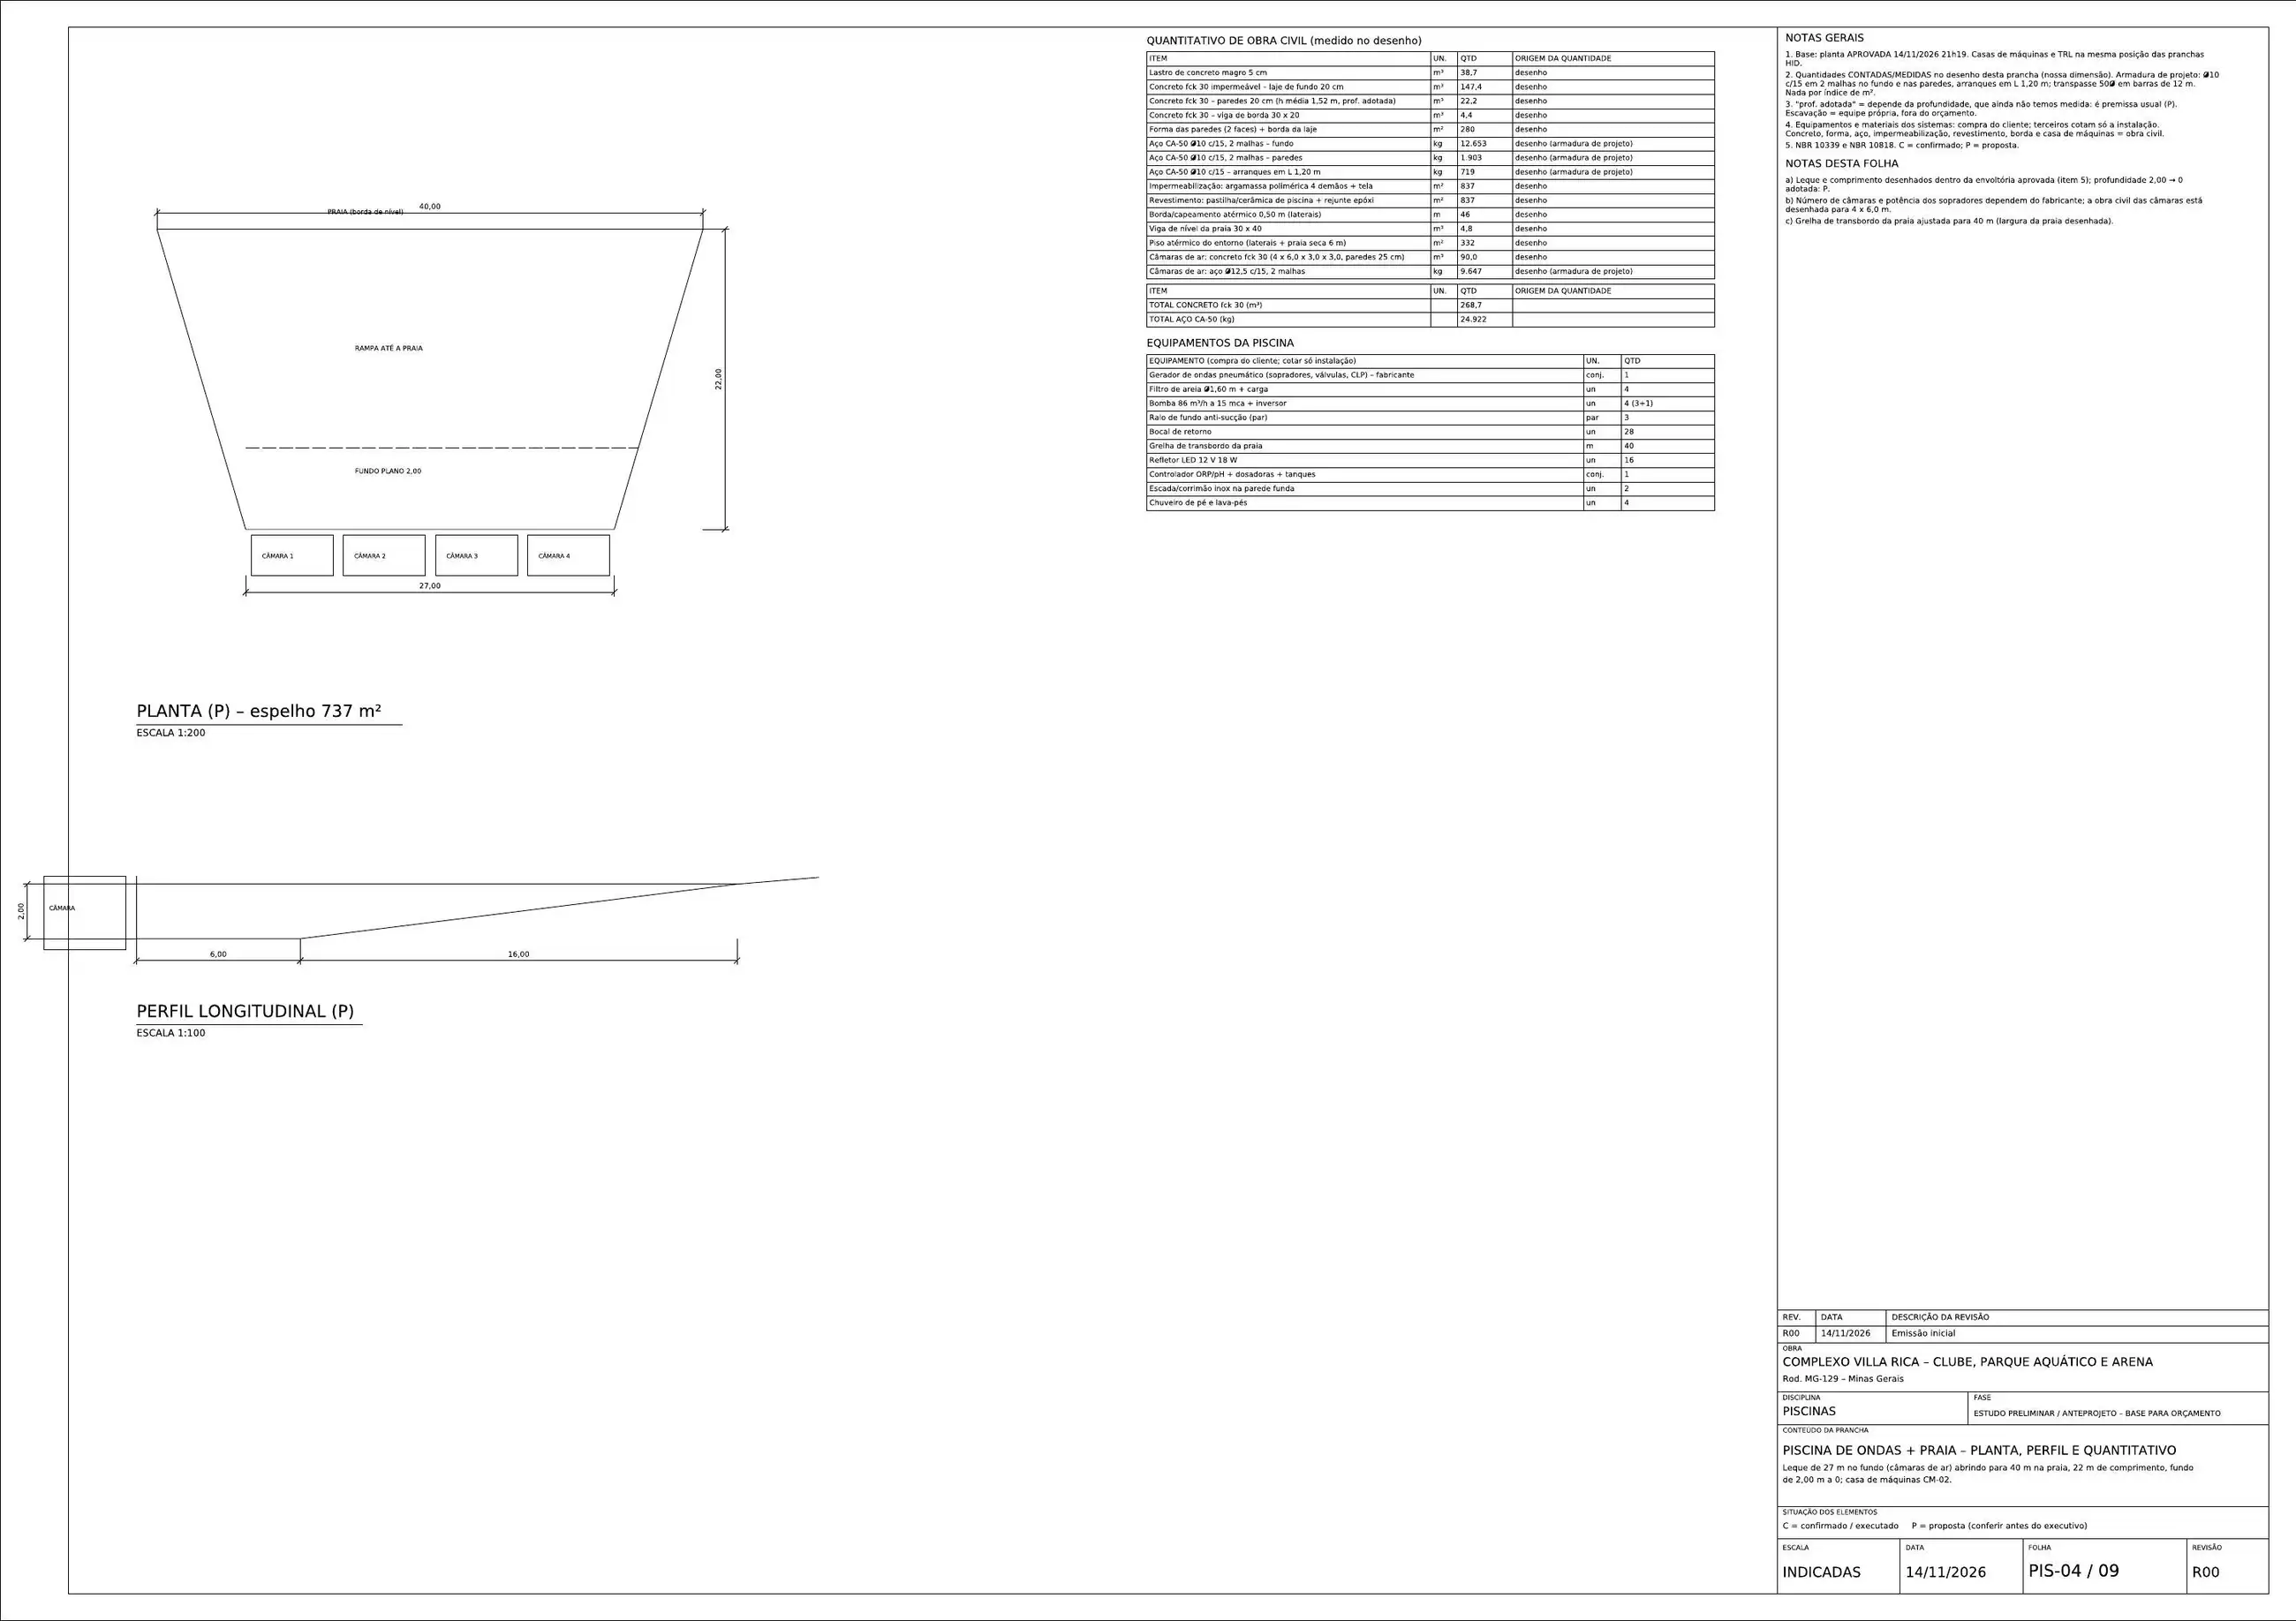 PRAIA (borda de nível)
40,00
RAMPA ATÉ A PRAIA
22,00
FUNDO PLANO 2,00
CÂMARA 1 CÂMARA 2 CÂMARA 3 CÂMARA 4
27,00
PLANTA (P) – espelho 737 m²
ESCALA 1:200
2,00
CÂMARA
6,00 16,00
PERFIL LONGITUDINAL (P)
ESCALA 1:100
QUANTITATIVO DE OBRA CIVIL (medido no desenho)
ITEM UN. QTD ORIGEM DA QUANTIDADE
Lastro de concreto magro 5 cm m³ 38,7 desenho
Concreto fck 30 impermeável – laje de fundo 20 cm m³ 147,4 desenho
Concreto fck 30 – paredes 20 cm (h média 1,52 m, prof. adotada) m³ 22,2 desenho
Concreto fck 30 – viga de borda 30 x 20 m³ 4,4 desenho
Forma das paredes (2 faces) + borda da laje m² 280 desenho
Aço CA-50 Ø10 c/15, 2 malhas – fundo kg 12.653 desenho (armadura de projeto)
Aço CA-50 Ø10 c/15, 2 malhas – paredes kg 1.903 desenho (armadura de projeto)
Aço CA-50 Ø10 c/15 – arranques em L 1,20 m kg 719 desenho (armadura de projeto)
Impermeabilização: argamassa polimérica 4 demãos + tela m² 837 desenho
Revestimento: pastilha/cerâmica de piscina + rejunte epóxi m² 837 desenho
Borda/capeamento atérmico 0,50 m (laterais) m 46 desenho
Viga de nível da praia 30 x 40 m³ 4,8 desenho
Piso atérmico do entorno (laterais + praia seca 6 m) m² 332 desenho
Câmaras de ar: concreto fck 30 (4 x 6,0 x 3,0 x 3,0, paredes 25 cm) m³ 90,0 desenho
Câmaras de ar: aço Ø12,5 c/15, 2 malhas kg 9.647 desenho (armadura de projeto)
ITEM UN. QTD ORIGEM DA QUANTIDADE
TOTAL CONCRETO fck 30 (m³) 268,7
TOTAL AÇO CA-50 (kg) 24.922
EQUIPAMENTOS DA PISCINA
EQUIPAMENTO (compra do cliente; cotar só instalação) UN. QTD
Gerador de ondas pneumático (sopradores, válvulas, CLP) – fabricante conj. 1
Filtro de areia Ø1,60 m + carga un 4
Bomba 86 m³/h a 15 mca + inversor un 4 (3+1)
Ralo de fundo anti-sucção (par) par 3
Bocal de retorno un 28
Grelha de transbordo da praia m 40
Refletor LED 12 V 18 W un 16
Controlador ORP/pH + dosadoras + tanques conj. 1
Escada/corrimão inox na parede funda un 2
Chuveiro de pé e lava-pés un 4
NOTAS GERAIS
1. Base: planta APROVADA 14/11/2026 21h19. Casas de máquinas e TRL na mesma posição das pranchas
HID.
2. Quantidades CONTADAS/MEDIDAS no desenho desta prancha (nossa dimensão). Armadura de projeto: Ø10
c/15 em 2 malhas no fundo e nas paredes, arranques em L 1,20 m; transpasse 50Ø em barras de 12 m.
Nada por índice de m².
3. "prof. adotada" = depende da profundidade, que ainda não temos medida: é premissa usual (P).
Escavação = equipe própria, fora do orçamento.
4. Equipamentos e materiais dos sistemas: compra do cliente; terceiros cotam só a instalação.
Concreto, forma, aço, impermeabilização, revestimento, borda e casa de máquinas = obra civil.
5. NBR 10339 e NBR 10818. C = confirmado; P = proposta.
NOTAS DESTA FOLHA
a) Leque e comprimento desenhados dentro da envoltória aprovada (item 5); profundidade 2,00 → 0
adotada: P.
b) Número de câmaras e potência dos sopradores dependem do fabricante; a obra civil das câmaras está
desenhada para 4 x 6,0 m.
c) Grelha de transbordo da praia ajustada para 40 m (largura da praia desenhada).
REV. DATA DESCRIÇÃO DA REVISÃO
R00 14/11/2026 Emissão inicial
OBRA
COMPLEXO VILLA RICA – CLUBE, PARQUE AQUÁTICO E ARENA
Rod. MG-129 – Minas Gerais
DISCIPLINA FASE
PISCINAS ESTUDO PRELIMINAR / ANTEPROJETO – BASE PARA ORÇAMENTO
CONTEÚDO DA PRANCHA
PISCINA DE ONDAS + PRAIA – PLANTA, PERFIL E QUANTITATIVO
Leque de 27 m no fundo (câmaras de ar) abrindo para 40 m na praia, 22 m de comprimento, fundo
de 2,00 m a 0; casa de máquinas CM-02.
SITUAÇÃO DOS ELEMENTOS
C = confirmado / executado P = proposta (conferir antes do executivo)
ESCALA DATA FOLHA REVISÃO
INDICADAS 14/11/2026 PIS-04 / 09 R00